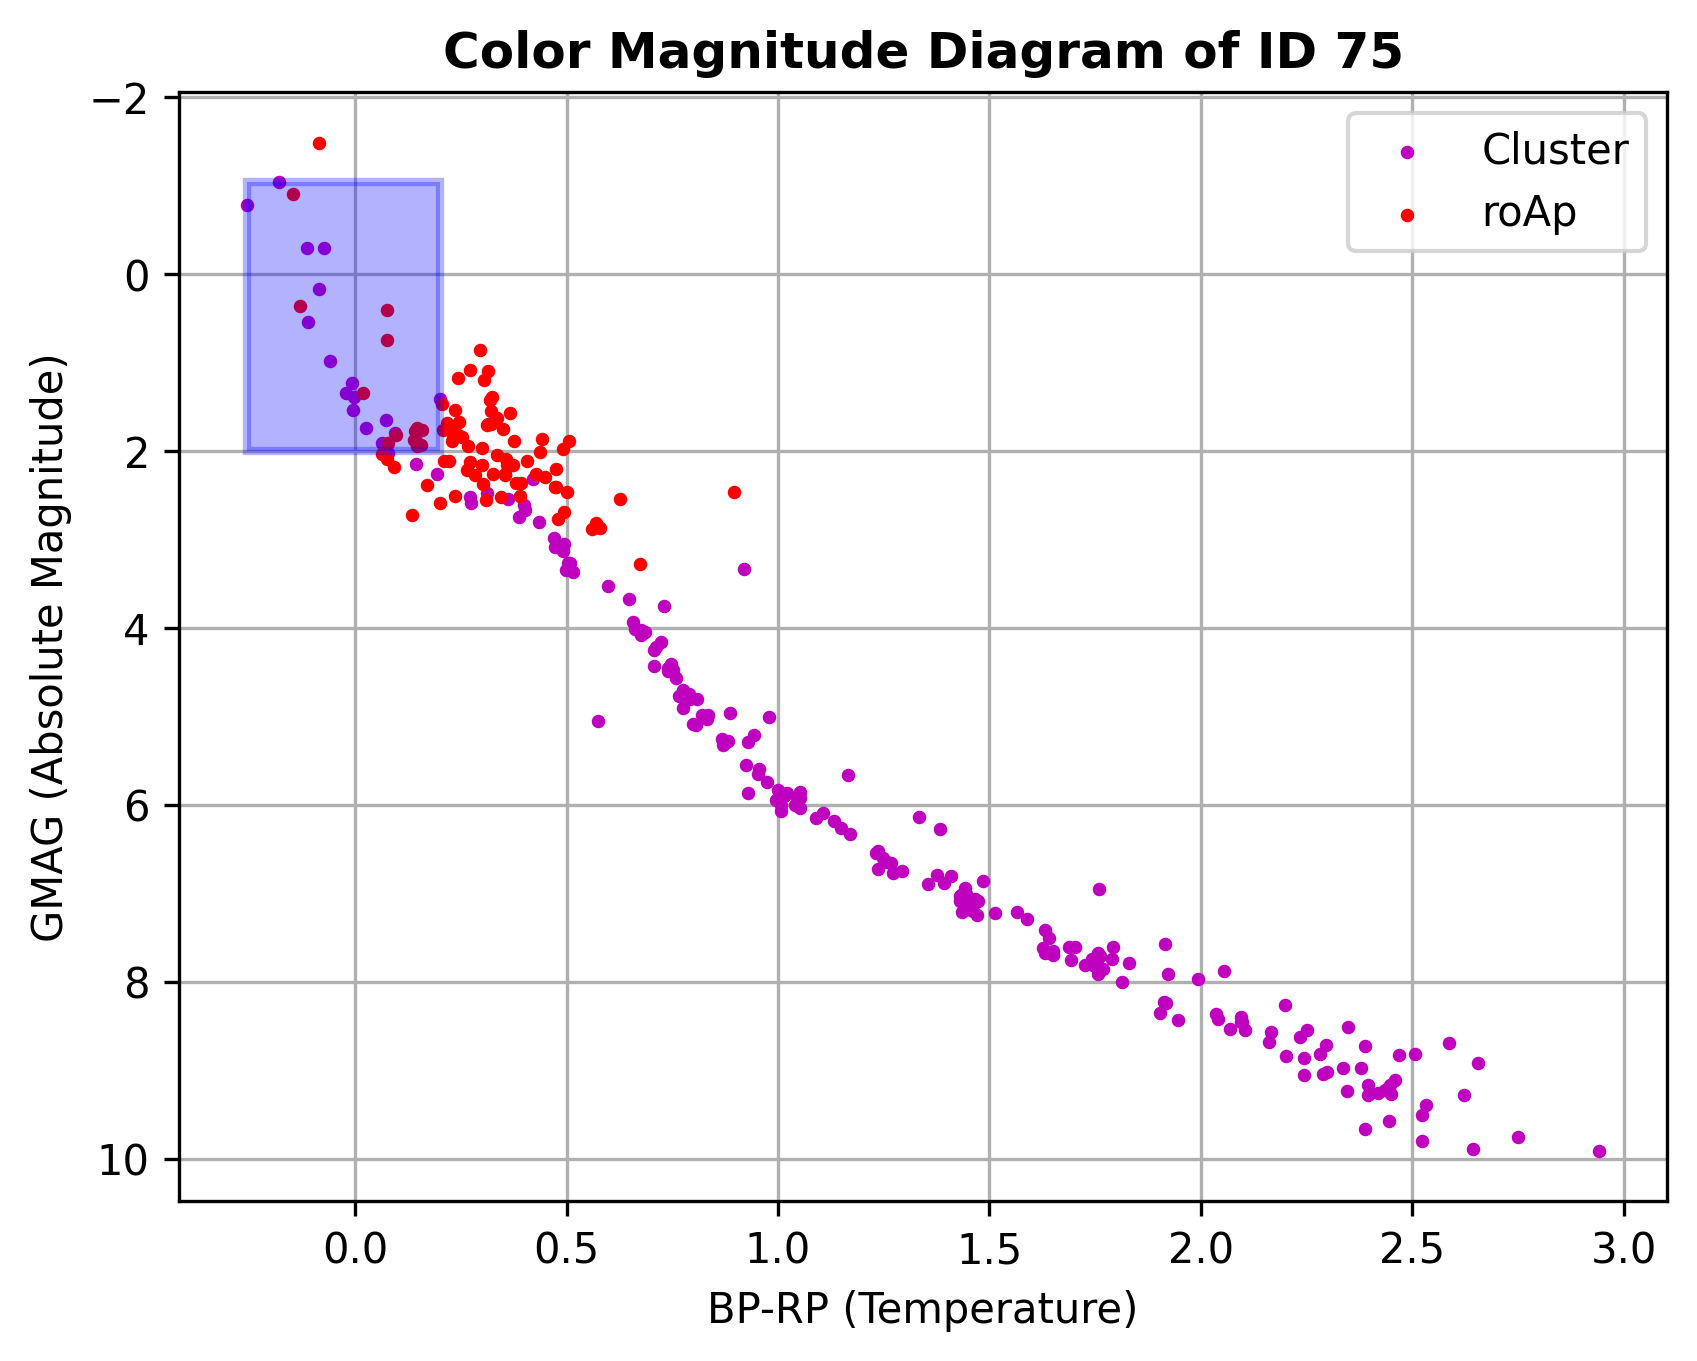 Color Magnitude Diagram of ID 75
Cluster
roAp
GMAG (Absolute Magnitude)
−2
0
2
4
6
8
10
0.0 0.5 1.0 1.5 2.0 2.5 3.0
BP-RP (Temperature)